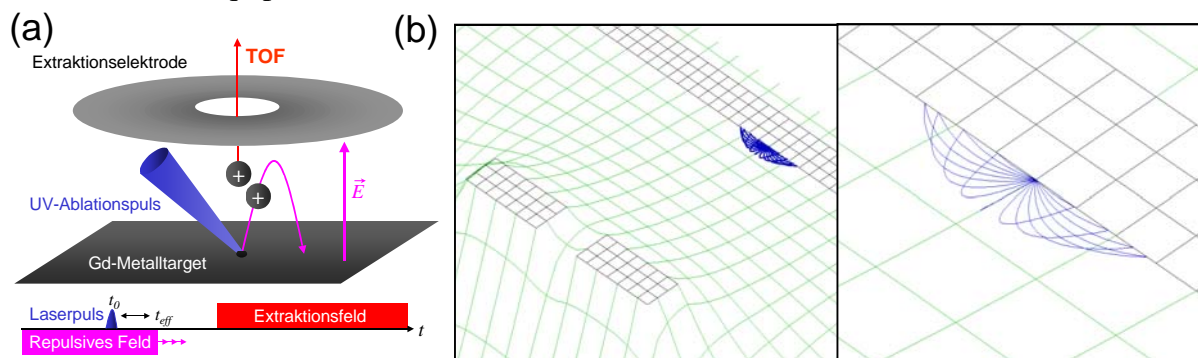 (a)
TOF
Extraktionselektrode
+
+
E
UV-Ablationspuls
Gd-Metalltarget
Laserpuls
t0
teff
Extraktionsfeld
t
Repulsives Feld
(b)